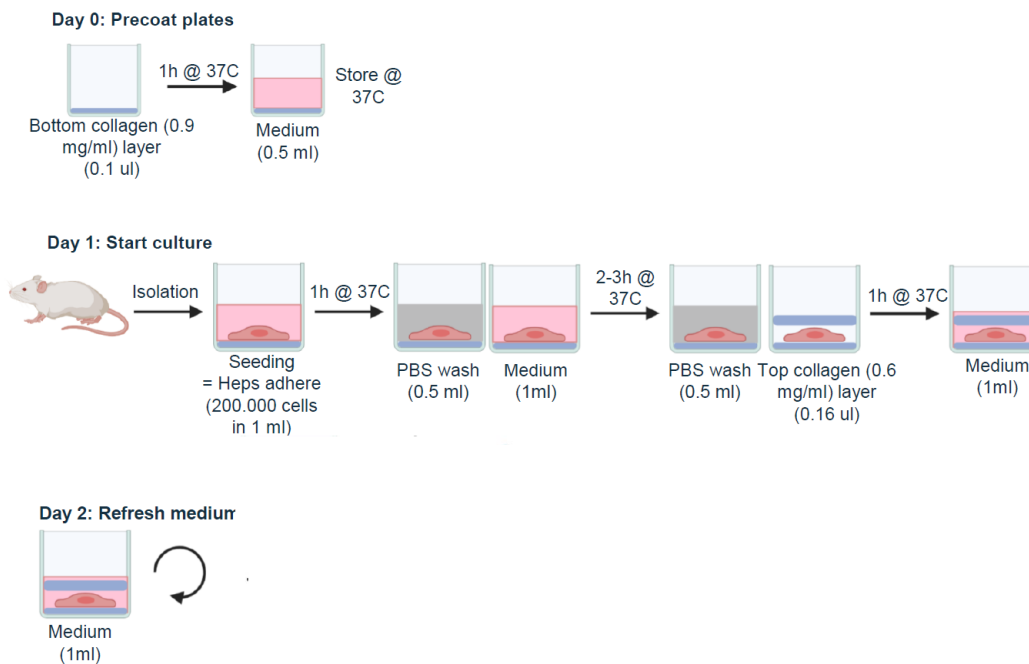 Day 0: Precoat plates
1h @ 37C
Store @
37C
Bottom collagen (0.9
mg/ml) layer
(0.1 ul)
Medium
(0.5 ml)
Day 1: Start culture
Isolation
1h @ 37C
2-3h @
37C
1h @ 37C
Seeding
= Heps adhere
(200.000 cells
in 1 ml)
PBS wash
(0.5 ml)
Medium
(1ml)
PBS wash
(0.5 ml)
Top collagen (0.6
mg/ml) layer
(0.16 ul)
Medium
(1ml)
Day 2: Refresh medium
Medium
(1ml)